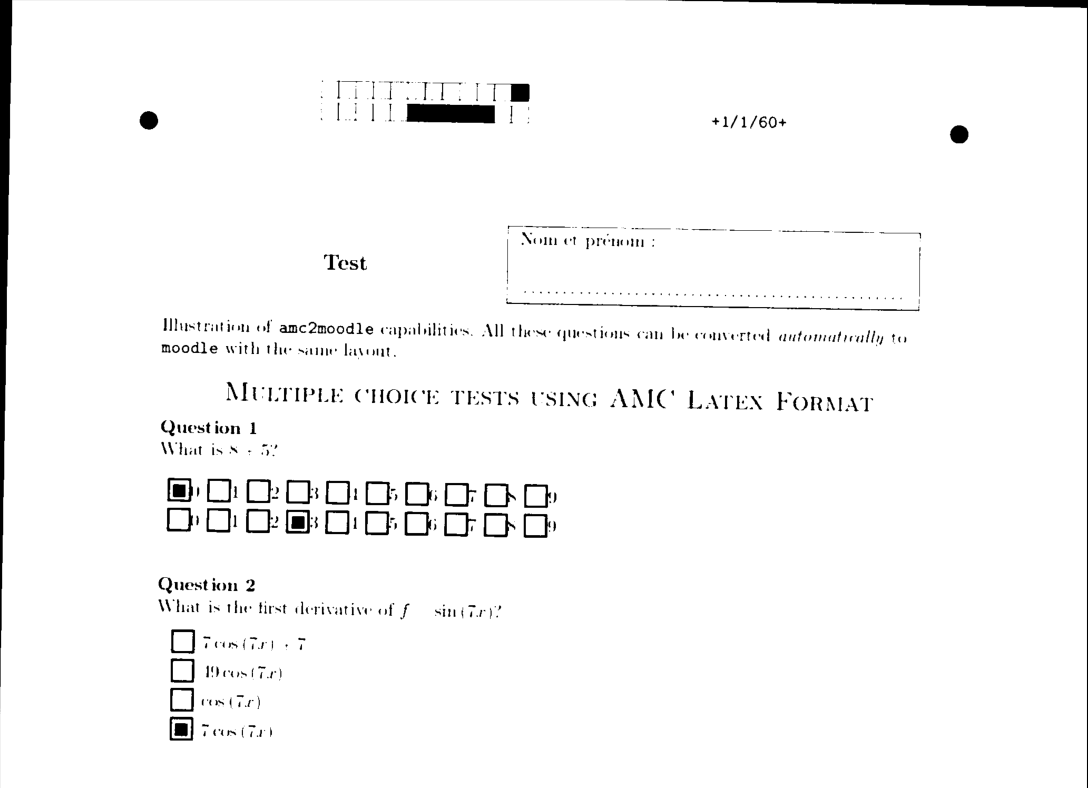 +1/1/60+
Nom et prénom :
Test
Illustration of amc2moodle capabilities. All these questions can be converted automatically to
moodle with the same layout.
MULTIPLE CHOICE TESTS USING AMC LATEX FORMAT
Question 1
What is 8 + 5?
0 1 2 3 4 5 6 7 8 9
0 1 2 3 4 5 6 7 8 9
Question 2
What is the first derivative of f = sin(7x)?
7 cos(7x) + 7
49 cos(7x)
cos(7x)
7 cos(7x)